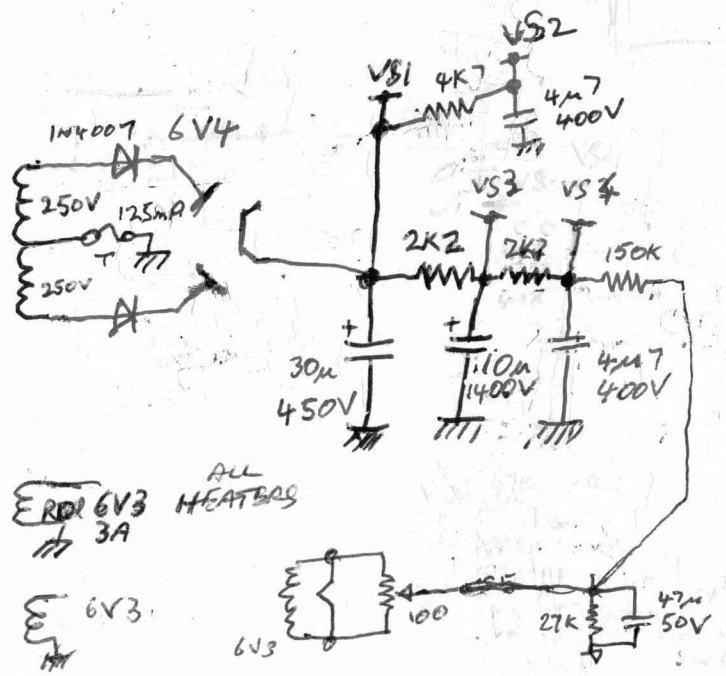 VS2
VS1
4K7
4µ7
400V
1N4007
6V4
250V
125mA
T
250V
VS3
VS4
2K2
2K2
150K
+
30µ
450V
+
10µ
400V
4µ7
400V
ALL
HEATERS
6V3
3A
6V3
6V3
100
27K
47µ
50V